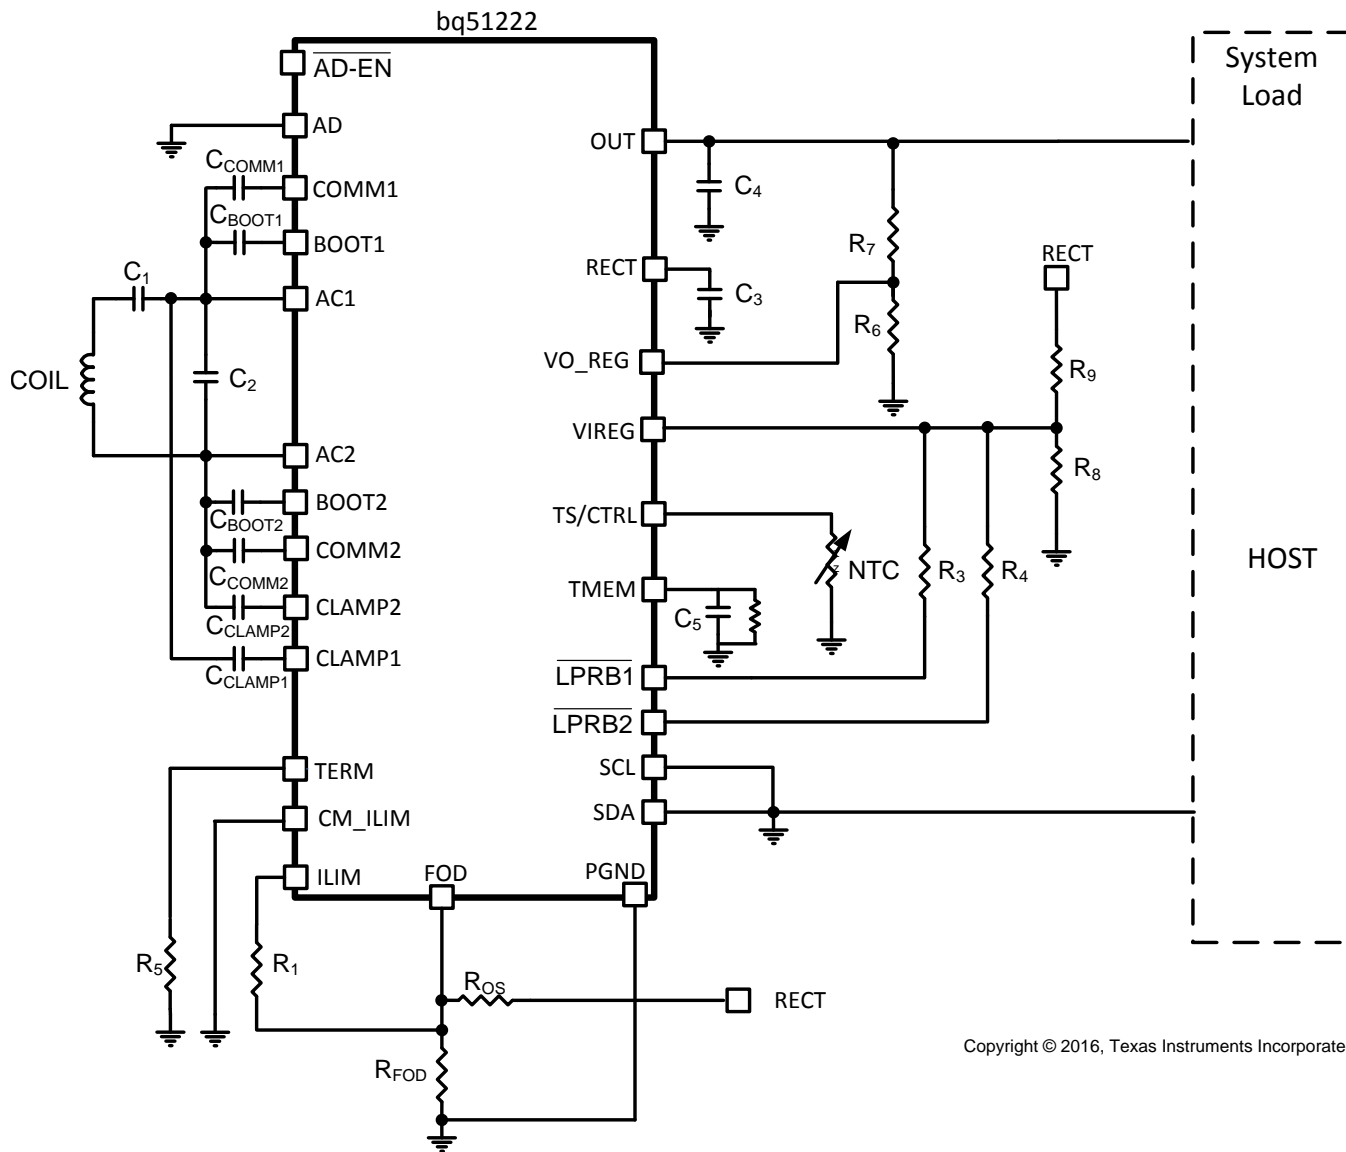 bq51222
AD-EN
AD
C_COMM1
COMM1
C_BOOT1
BOOT1
C_1
AC1
COIL
C_2
AC2
BOOT2
C_BOOT2
COMM2
C_COMM2
CLAMP2
C_CLAMP2
CLAMP1
C_CLAMP1
TERM
CM_ILIM
ILIM
FOD
PGND
R_5
R_1
R_OS
RECT
R_FOD
OUT
C_4
R_7
RECT
C_3
R_6
VO_REG
RECT
R_9
VIREG
R_8
TS/CTRL
NTC
R_3
R_4
TMEM
C_5
LPRB1
LPRB2
SCL
SDA
System
Load
HOST
Copyright © 2016, Texas Instruments Incorporate